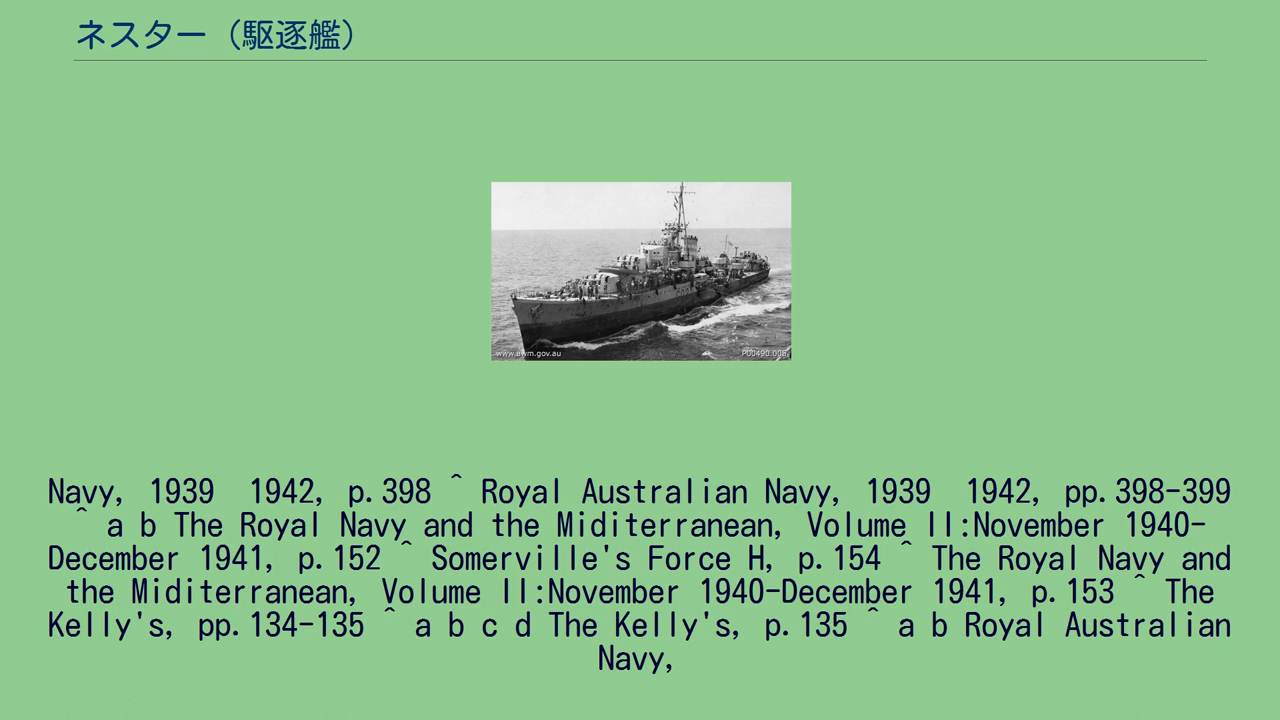 ネスター（駆逐艦）
www.awm.gov.au
P00490.006
Navy, 1939  1942, p.398 ^ Royal Australian Navy, 1939  1942, pp.398-399
^ a b The Royal Navy and the Miditerranean, Volume II:November 1940-
December 1941, p.152 ^ Somerville's Force H, p.154 ^ The Royal Navy and
the Miditerranean, Volume II:November 1940-December 1941, p.153 ^ The
Kelly's, pp.134-135 ^ a b c d The Kelly's, p.135 ^ a b Royal Australian
Navy,